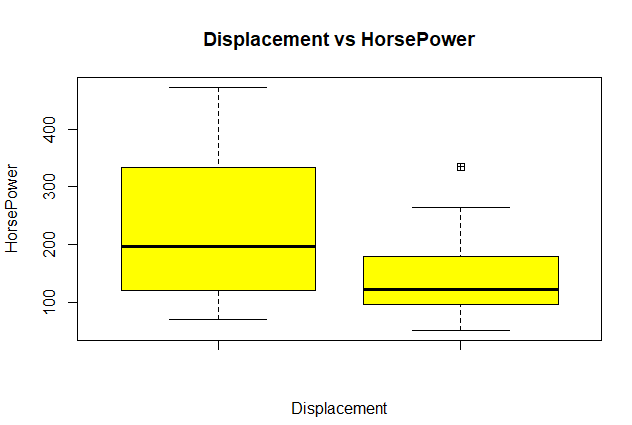 Displacement vs HorsePower
HorsePower
400
300
200
100
Displacement